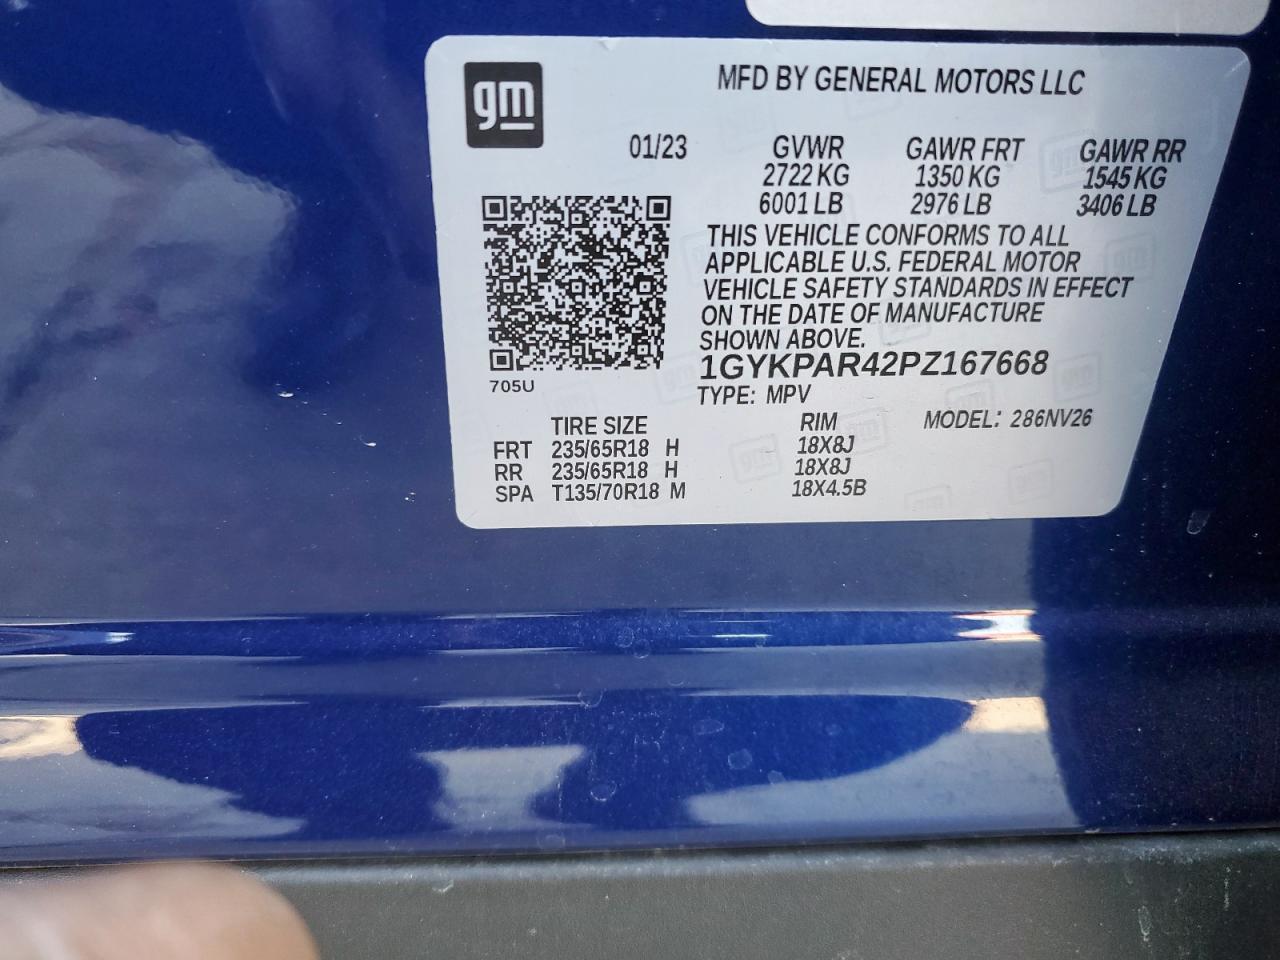 gm
MFD BY GENERAL MOTORS LLC
01/23
GVWR GAWR FRT GAWR RR
2722 KG 1350 KG 1545 KG
6001 LB 2976 LB 3406 LB
THIS VEHICLE CONFORMS TO ALL
APPLICABLE U.S. FEDERAL MOTOR
VEHICLE SAFETY STANDARDS IN EFFECT
ON THE DATE OF MANUFACTURE
SHOWN ABOVE.
1GYKPAR42PZ167668
705U
TYPE: MPV
TIRE SIZE RIM MODEL: 286NV26
FRT 235/65R18 H 18X8J
RR 235/65R18 H 18X8J
SPA T135/70R18 M 18X4.5B